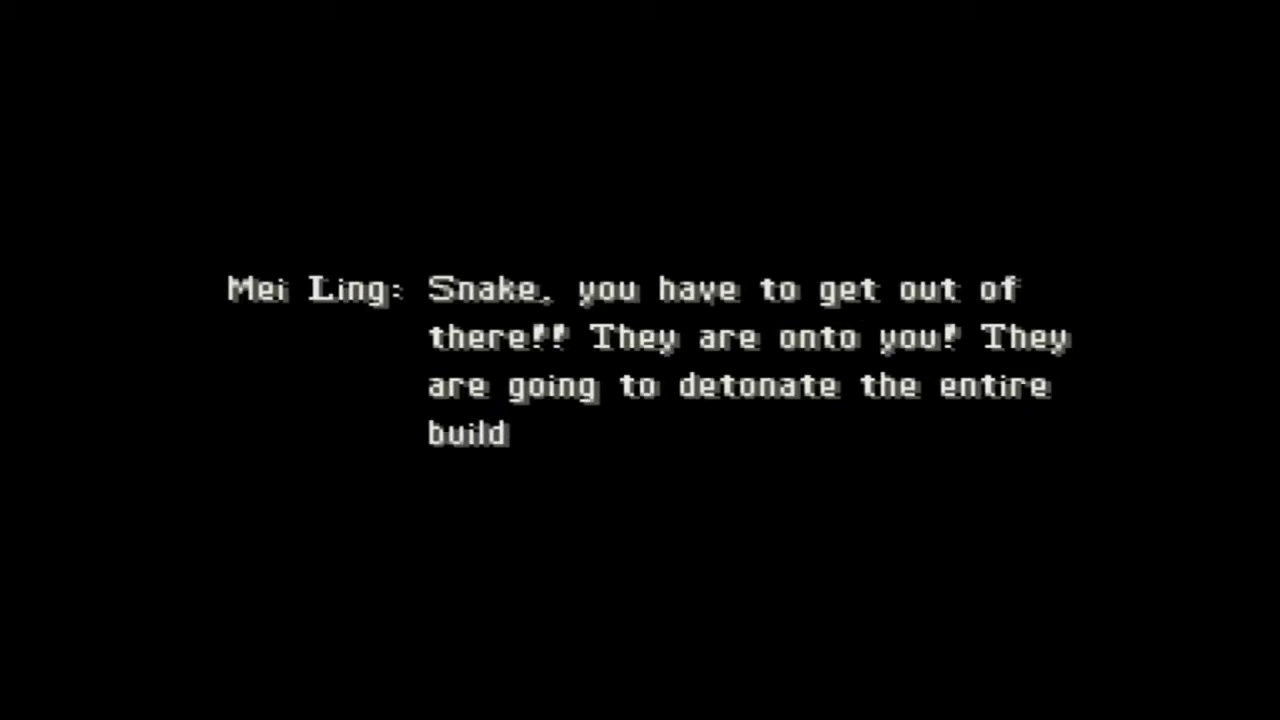 Mei Ling: Snake, you have to get out of
there!! They are onto you! They
are going to detonate the entire
build